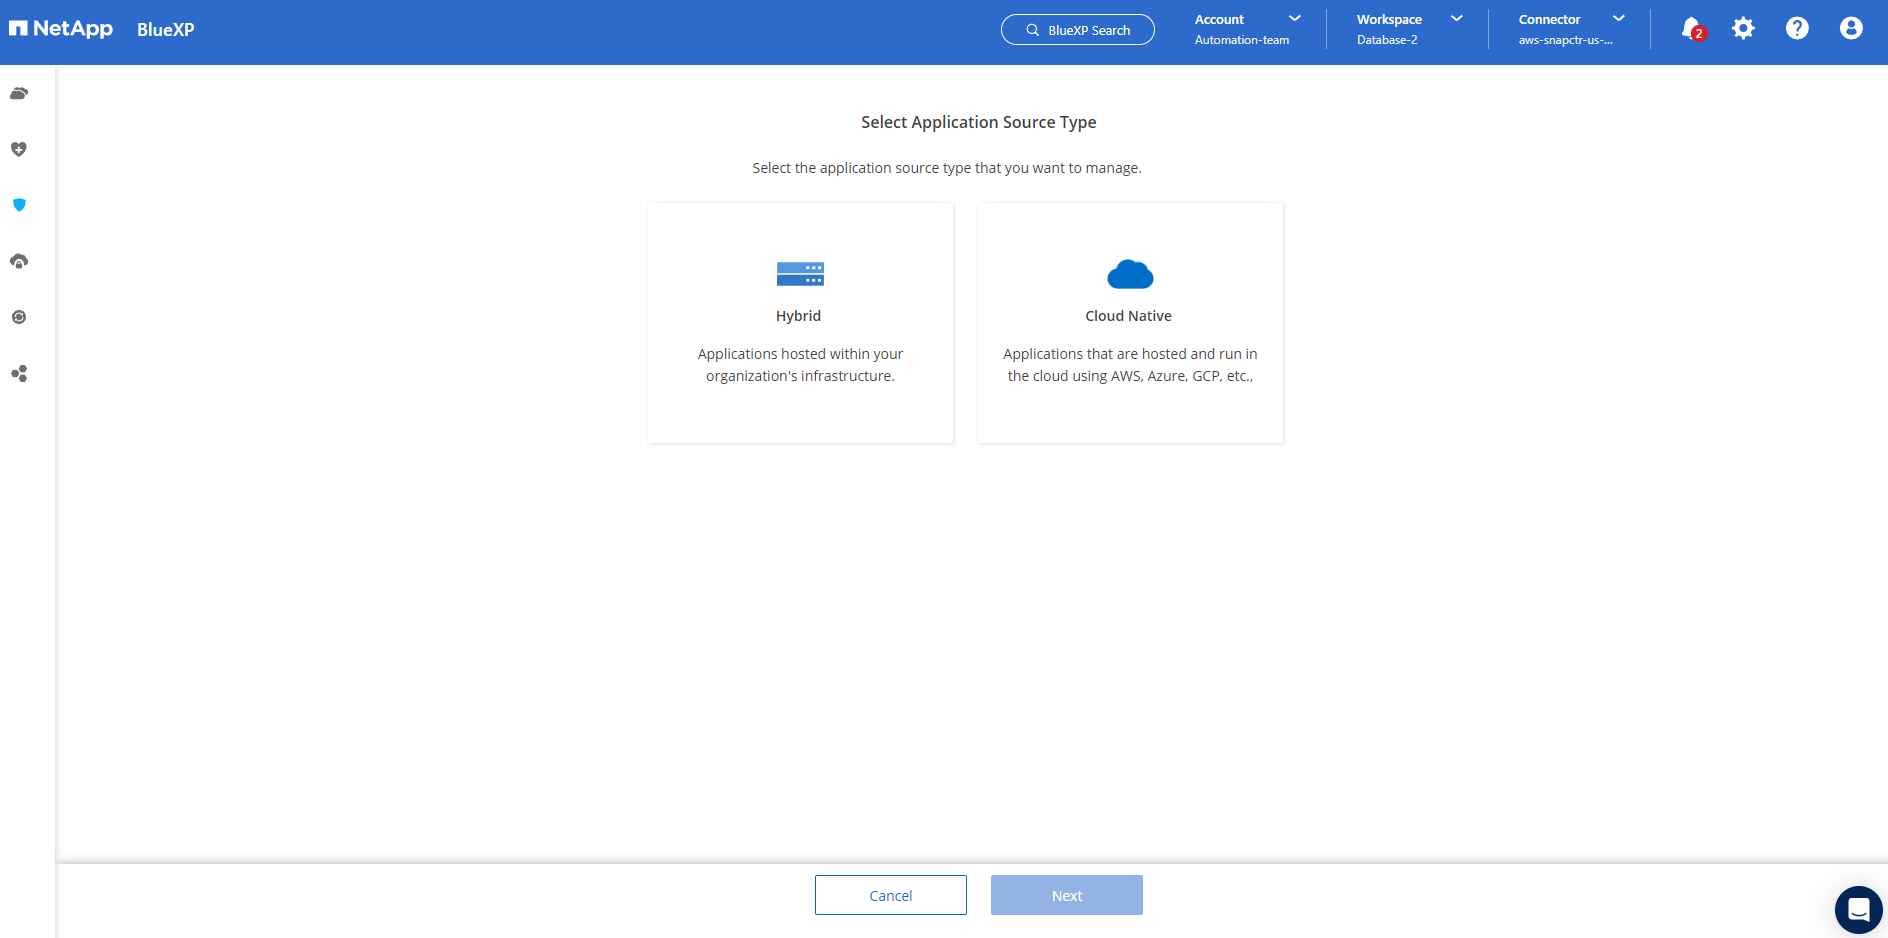 NetApp
BlueXP
BlueXP Search
Account
Automation-team
Workspace
Database-2
Connector
aws-snapctr-us-...
2
Select Application Source Type
Select the application source type that you want to manage.
Hybrid
Applications hosted within your
organization's infrastructure.
Cloud Native
Applications that are hosted and run in
the cloud using AWS, Azure, GCP, etc.,
Cancel
Next